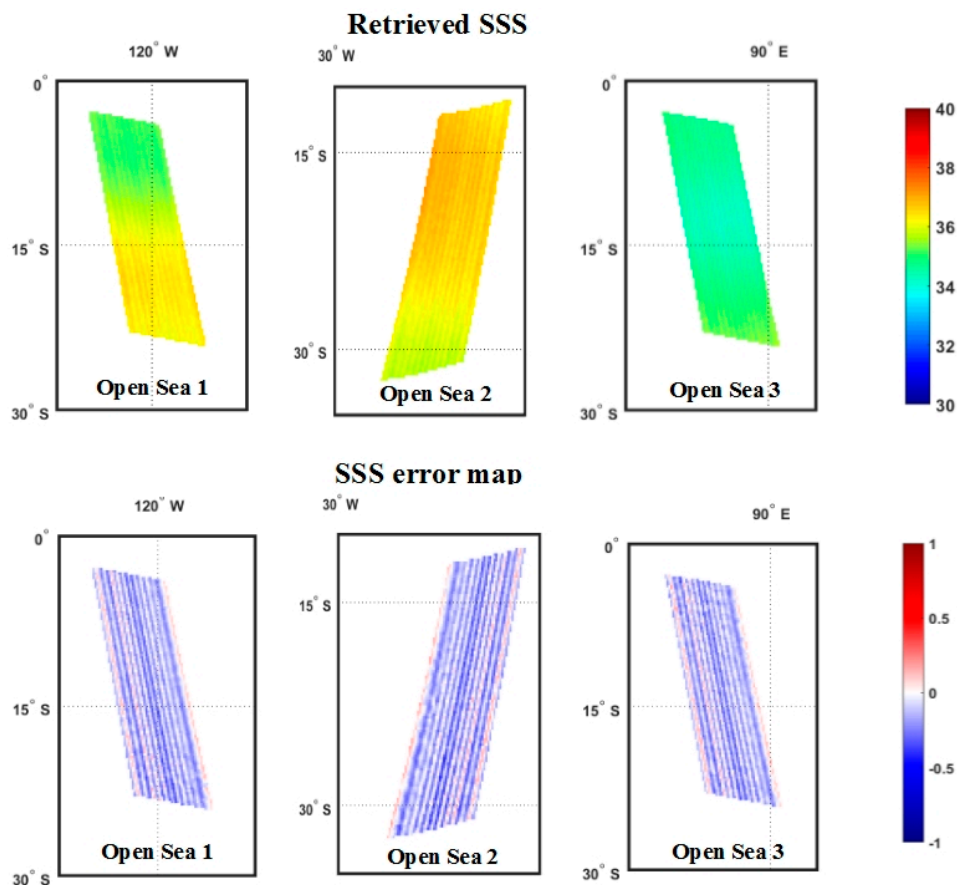 Retrieved SSS
120° W
30° W
90° E
0°
15° S
30° S
Open Sea 1
15° S
30° S
Open Sea 2
0°
15° S
30° S
Open Sea 3
40
38
36
34
32
30
SSS error map
120° W
30° W
90° E
0°
15° S
30° S
Open Sea 1
15° S
30° S
Open Sea 2
0°
15° S
30° S
Open Sea 3
1
0.5
0
-0.5
-1